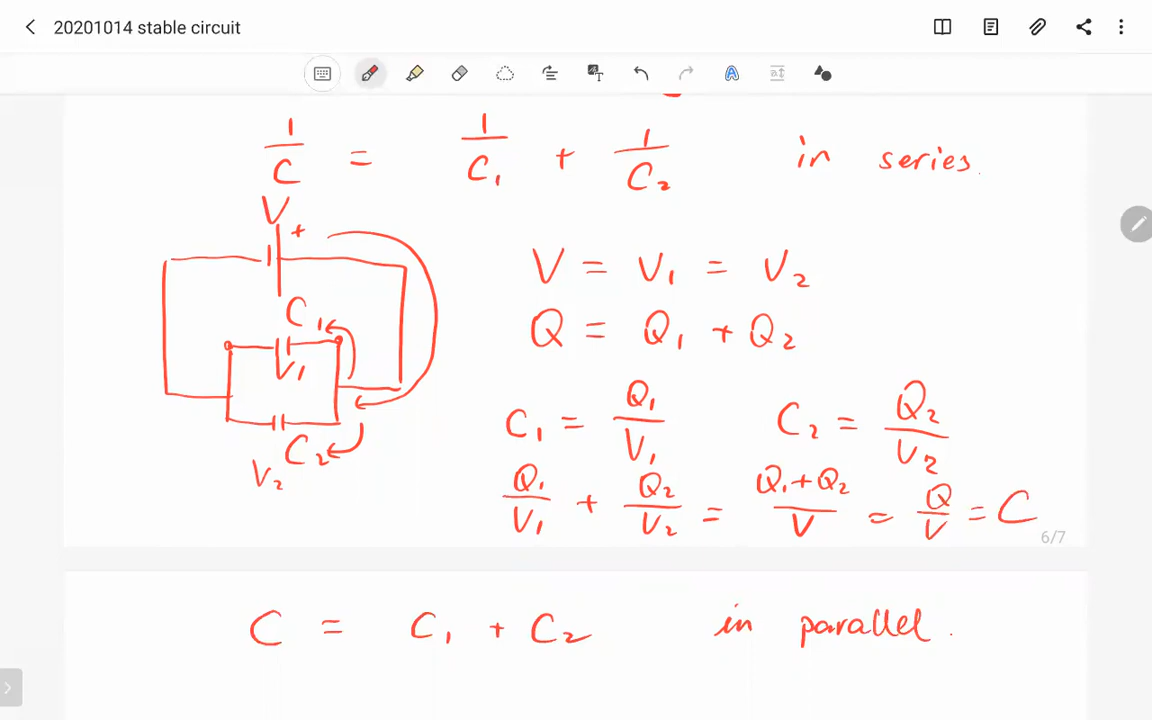 20201014 stable circuit
1/C = 1/C₁ + 1/C₂ in series.
V
+
C₁
V₁
C₂
V₂
V = V₁ = V₂
Q = Q₁ + Q₂
C₁ = Q₁/V₁ C₂ = Q₂/V₂
Q₁/V₁ + Q₂/V₂ = Q₁+Q₂/V = Q/V = C
6/7
C = C₁ + C₂ in parallel.